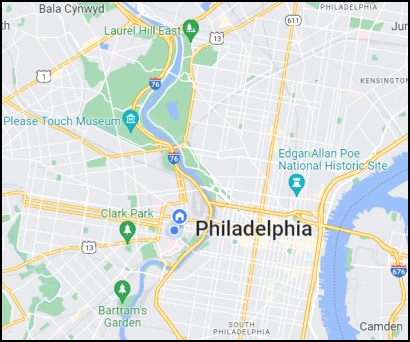 Bala Cynwyd
PHILADELPHIA
th
Laurel Hill East
13
611
1
76
KENSINGTON
Please Touch Museum
76
Edgar Allan Poe
National Historic Site
Clark Park
Philadelphia
13
676
Bartram's
Garden
SOUTH
PHILADELPHIA
Camden